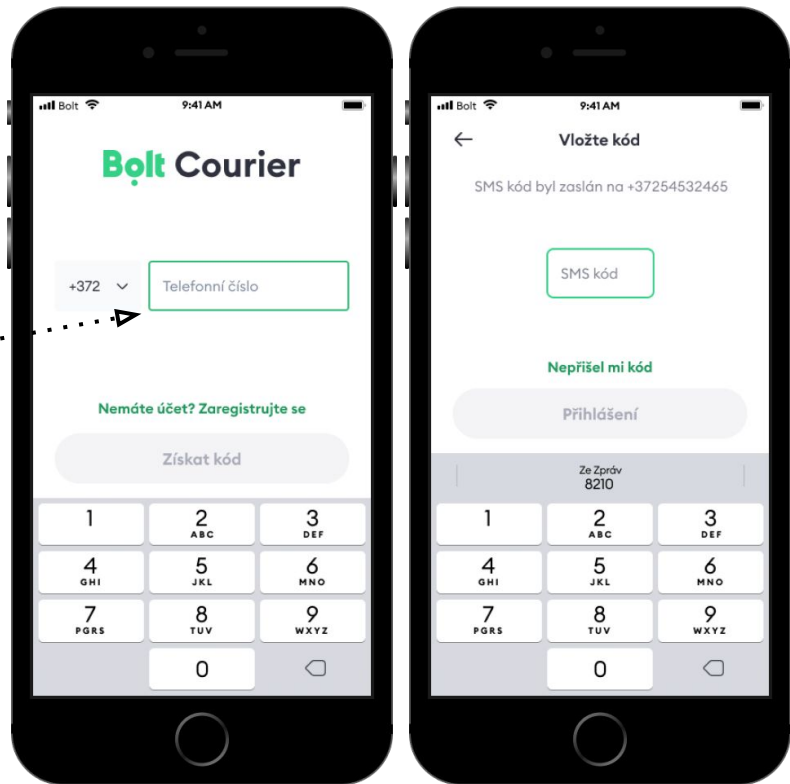 Bolt
9:41 AM
Bolt Courier
+372
Telefonní číslo
Nemáte účet? Zaregistrujte se
Získat kód
1
2
ABC
3
DEF
4
GHI
5
JKL
6
MNO
7
PGRS
8
TUV
9
WXYZ
0
Bolt
9:41 AM
Vložte kód
SMS kód byl zaslán na +37254532465
SMS kód
Nepřišel mi kód
Přihlášení
Ze Zpráv
8210
1
2
ABC
3
DEF
4
GHI
5
JKL
6
MNO
7
PGRS
8
TUV
9
WXYZ
0